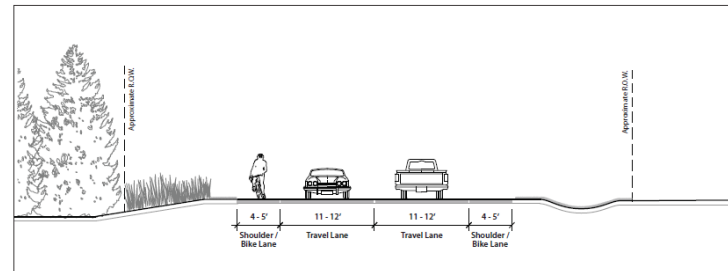 Approximate R.O.W.
Approximate R.O.W.
4 - 5'
11 - 12'
11 - 12'
4 - 5'
Shoulder /
Bike Lane
Travel Lane
Travel Lane
Shoulder /
Bike Lane